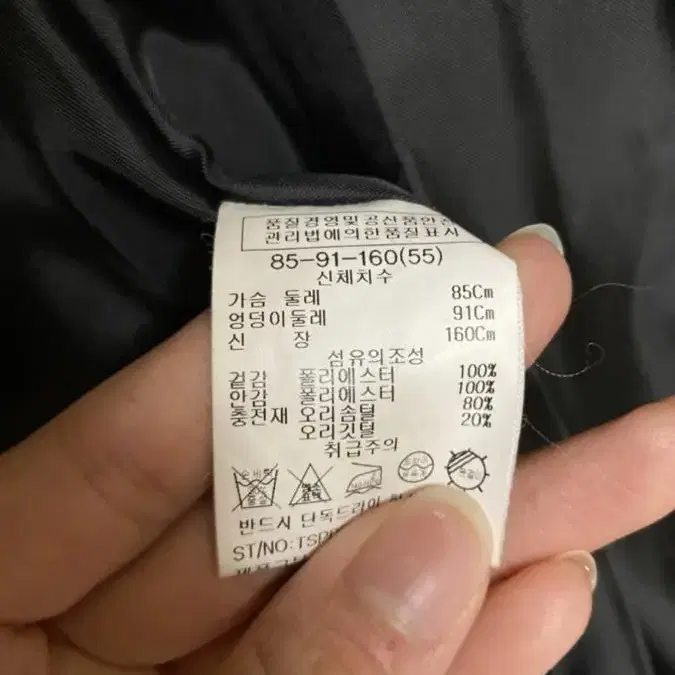 품질경영및 공산품안전
관리법에의한품질표시
85-91-160(55)
신체치수
가슴 둘레 85Cm
엉덩이둘레 91Cm
신 장 160Cm
섬유의조성
겉감 폴리에스터 100%
안감 폴리에스터 100%
충전재 오리솜털 80%
오리깃털 20%
취급주의
염소
표백
반드시 단독드라이
ST/NO:TSD